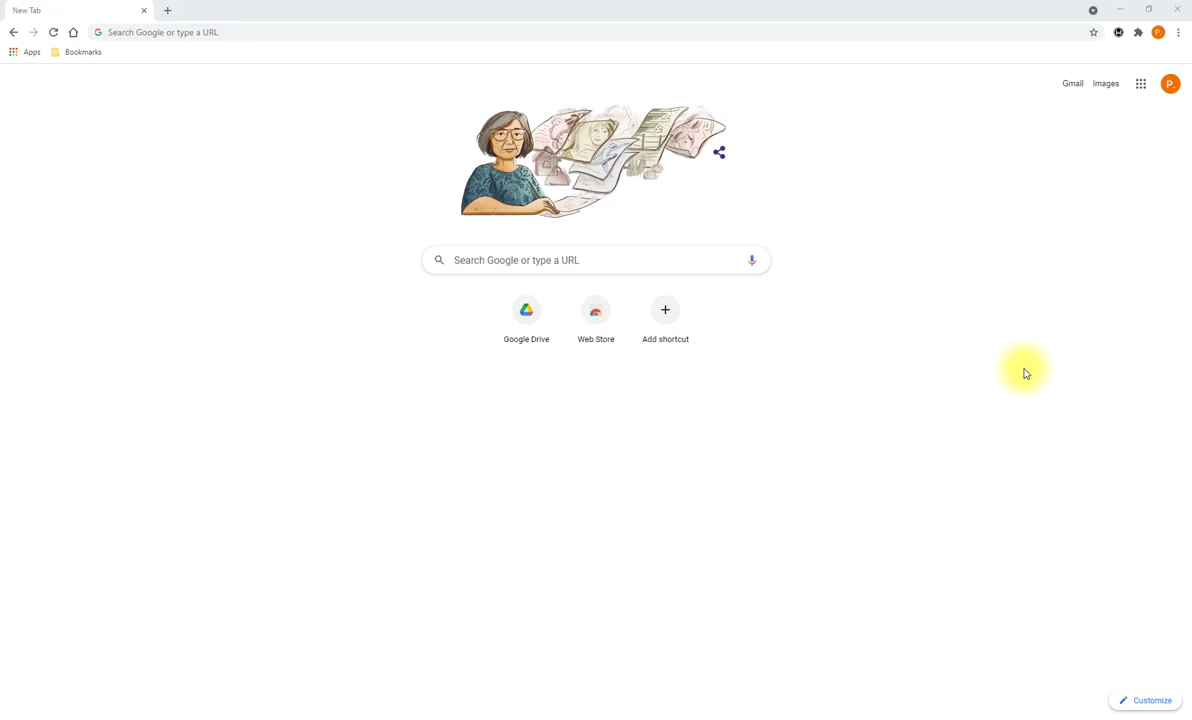 New Tab
Search Google or type a URL
P.
Apps
Bookmarks
Gmail
Images
P.
Search Google or type a URL
Google Drive
Web Store
Add shortcut
Customize